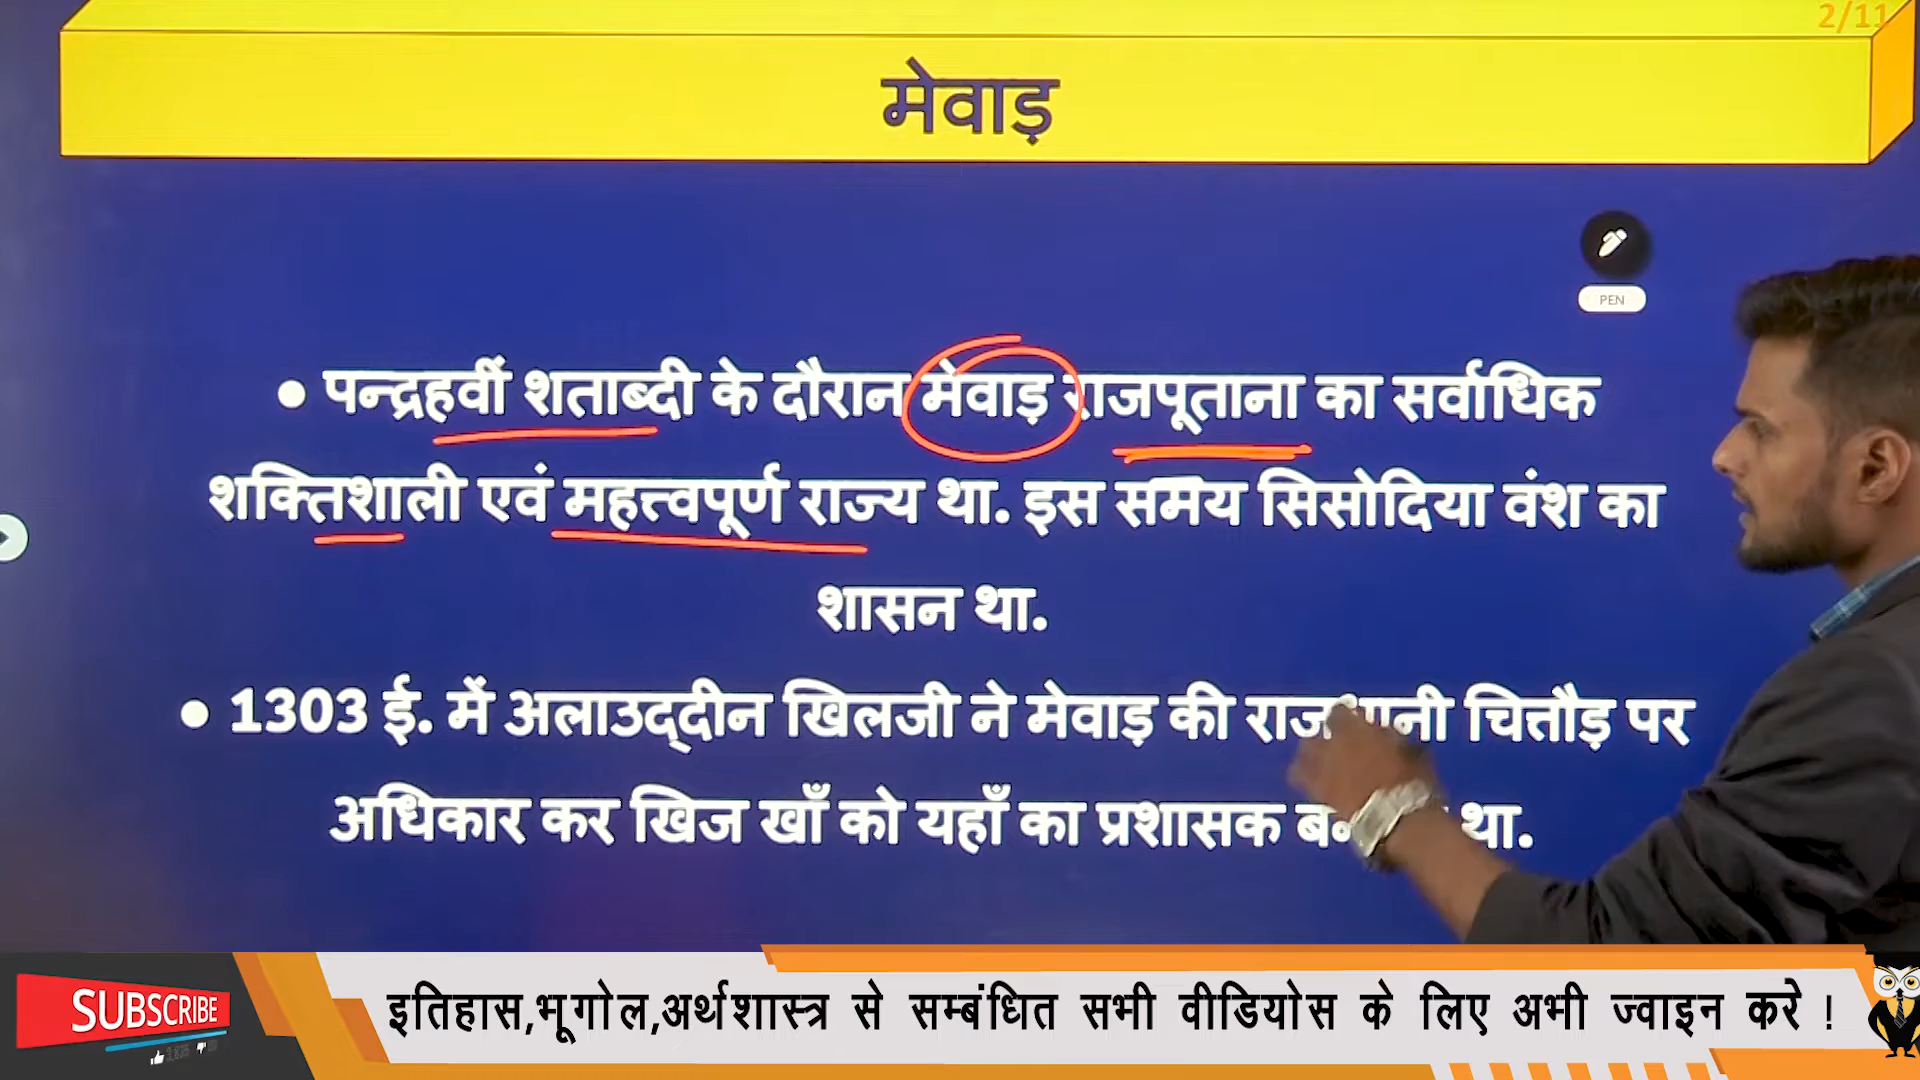 2/11
मेवाड़
PEN
• पन्द्रहवीं शताब्दी के दौरान मेवाड़ राजपूताना का सर्वाधिक
शक्तिशाली एवं महत्त्वपूर्ण राज्य था. इस समय सिसोदिया वंश का
शासन था.
• 1303 ई. में अलाउद्दीन खिलजी ने मेवाड़ की राजधानी चित्तौड़ पर
अधिकार कर खिज खाँ को यहाँ का प्रशासक था.
SUBSCRIBE
इतिहास,भूगोल,अर्थशास्त्र से सम्बंधित सभी वीडियोस के लिए अभी ज्वाइन करे !